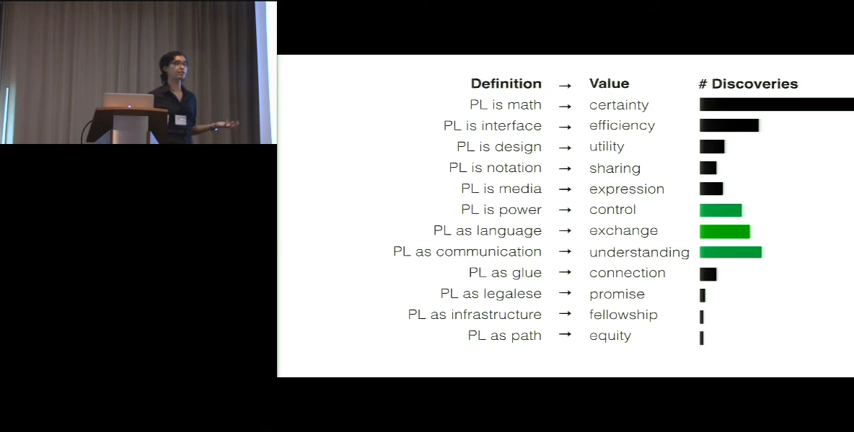 Definition → Value # Discoveries
PL is math → certainty
PL is interface → efficiency
PL is design → utility
PL is notation → sharing
PL is media → expression
PL is power → control
PL as language → exchange
PL as communication → understanding
PL as glue → connection
PL as legalese → promise
PL as infrastructure → fellowship
PL as path → equity